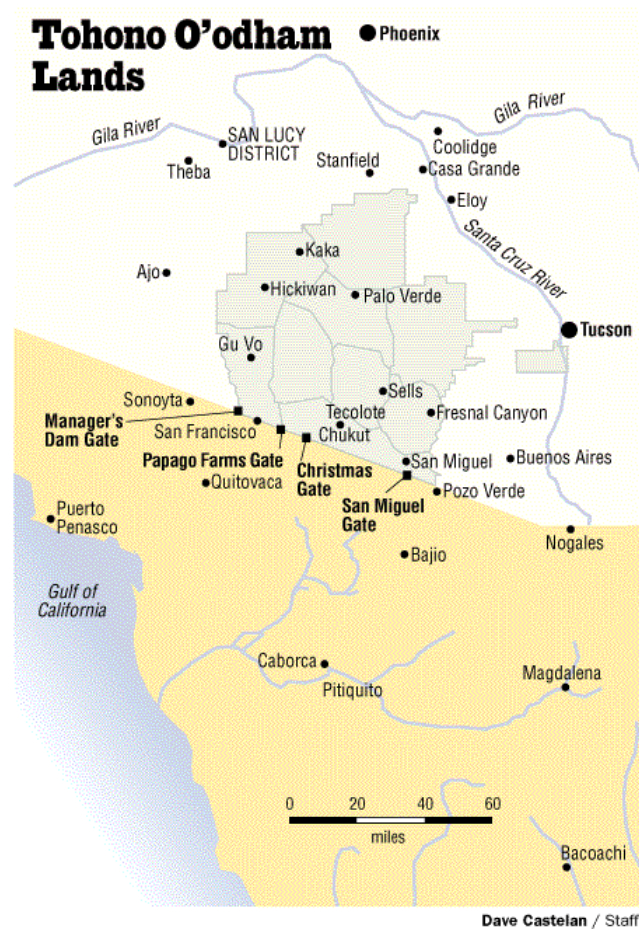 Tohono O'odham
Lands
Phoenix
Gila River
Gila River
SAN LUCY
DISTRICT
Coolidge
Theba
Stanfield
Casa Grande
Eloy
Santa Cruz River
Kaka
Ajo
Hickiwan
Palo Verde
Tucson
Gu Vo
Sells
Sonoyta
Tecolote
Chukut
Fresnal Canyon
Manager's
Dam Gate
San Francisco
Papago Farms Gate
Christmas
Gate
San Miguel
Buenos Aires
Quitovaca
San Miguel
Gate
Pozo Verde
Puerto
Penasco
Nogales
Bajio
Gulf of
California
Caborca
Pitiquito
Magdalena
0 20 40 60
miles
Bacoachi
Dave Castelan / Staff